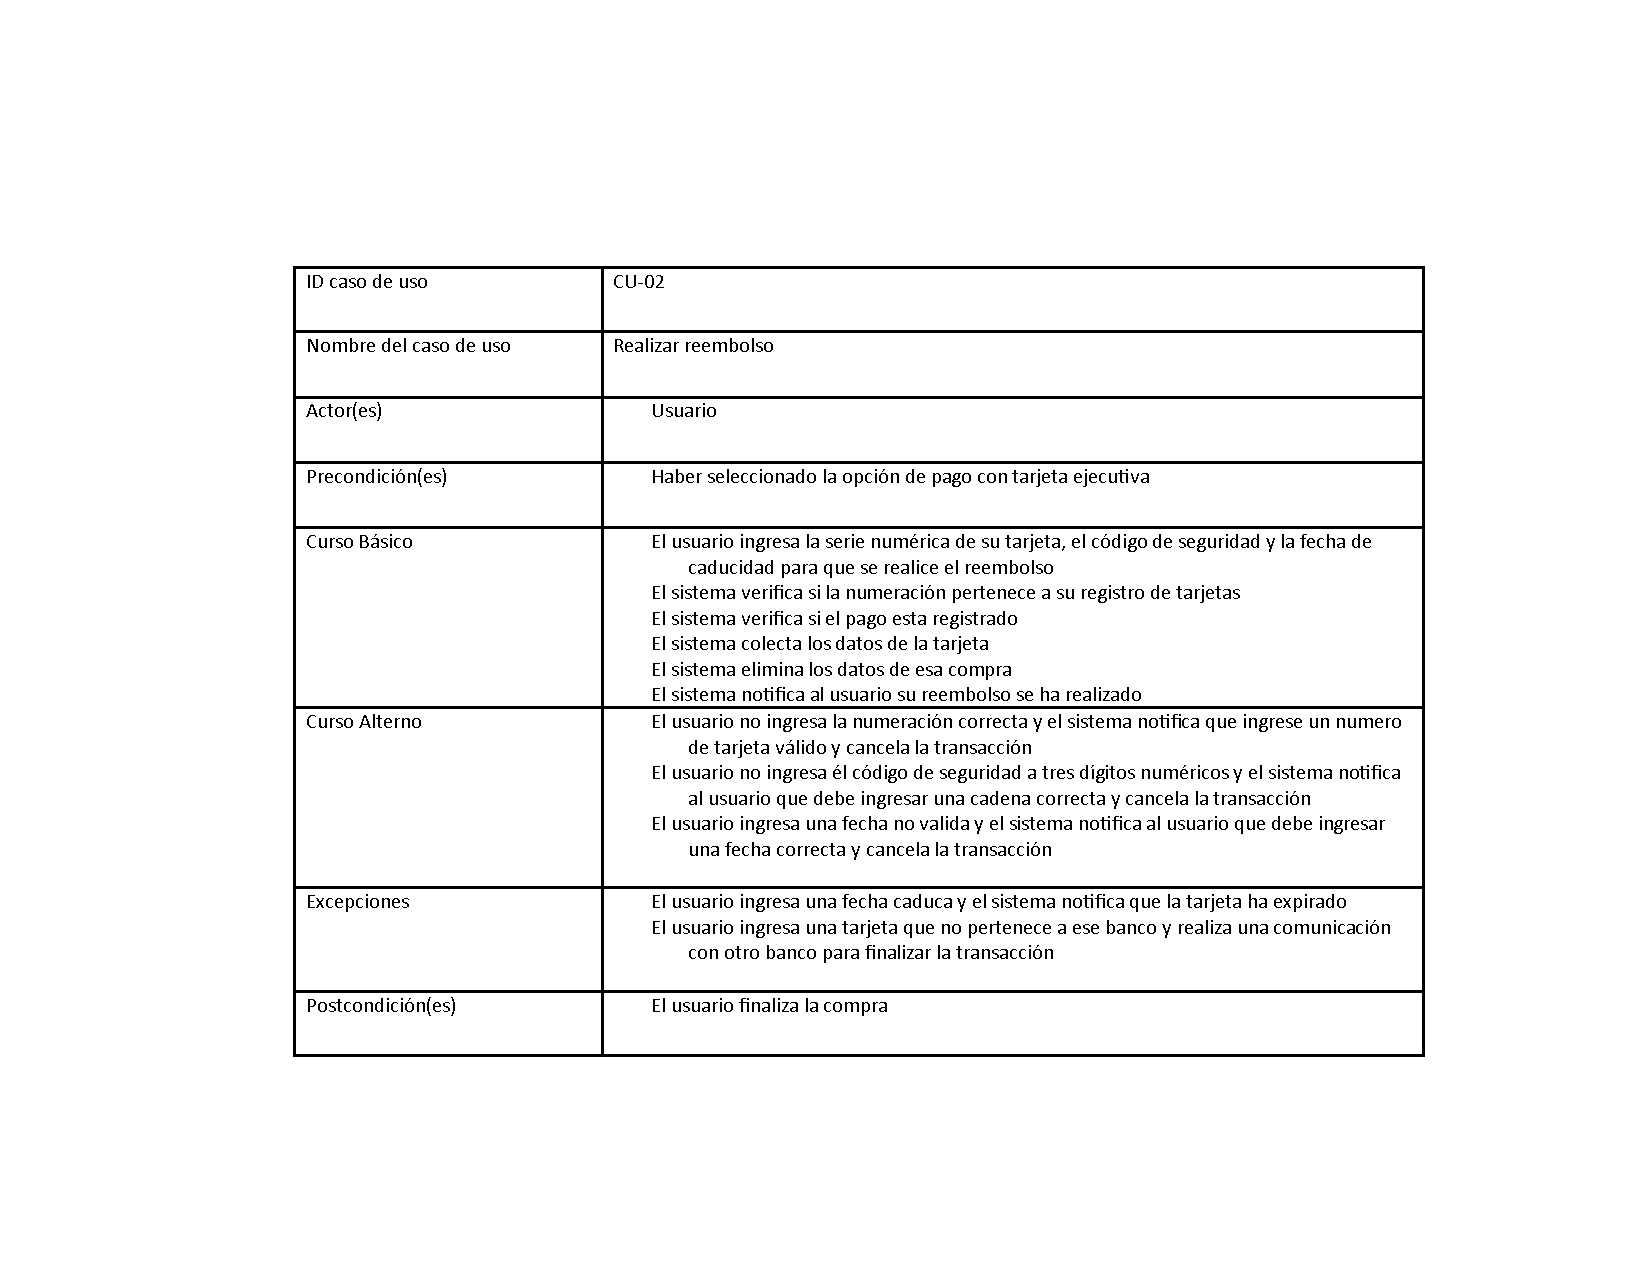 ID caso de uso
CU-02
Nombre del caso de uso
Realizar reembolso
Actor(es)
Usuario
Precondición(es)
Haber seleccionado la opción de pago con tarjeta ejecutiva
Curso Básico
El usuario ingresa la serie numérica de su tarjeta, el código de seguridad y la fecha de
caducidad para que se realice el reembolso
El sistema verifica si la numeración pertenece a su registro de tarjetas
El sistema verifica si el pago esta registrado
El sistema colecta los datos de la tarjeta
El sistema elimina los datos de esa compra
El sistema notifica al usuario su reembolso se ha realizado
Curso Alterno
El usuario no ingresa la numeración correcta y el sistema notifica que ingrese un numero
de tarjeta válido y cancela la transacción
El usuario no ingresa él código de seguridad a tres dígitos numéricos y el sistema notifica
al usuario que debe ingresar una cadena correcta y cancela la transacción
El usuario ingresa una fecha no valida y el sistema notifica al usuario que debe ingresar
una fecha correcta y cancela la transacción
Excepciones
El usuario ingresa una fecha caduca y el sistema notifica que la tarjeta ha expirado
El usuario ingresa una tarjeta que no pertenece a ese banco y realiza una comunicación
con otro banco para finalizar la transacción
Postcondición(es)
El usuario finaliza la compra